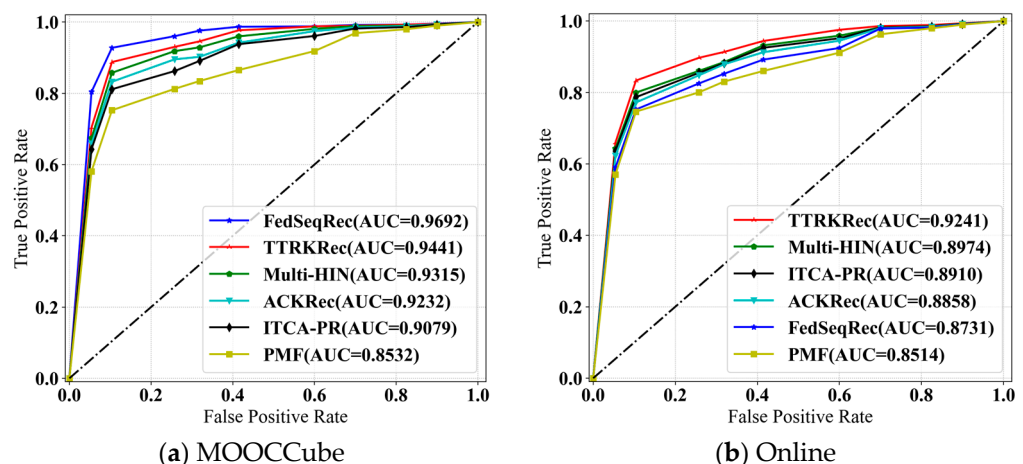 1.0
0.8
0.6
0.4
0.2
0.0
True Positive Rate
FedSeqRec(AUC=0.9692)
TTRKRec(AUC=0.9441)
Multi-HIN(AUC=0.9315)
ACKRec(AUC=0.9232)
ITCA-PR(AUC=0.9079)
PMF(AUC=0.8532)
0.0 0.2 0.4 0.6 0.8 1.0
False Positive Rate
(a) MOOCCube
1.0
0.8
0.6
0.4
0.2
0.0
True Positive Rate
TTRKRec(AUC=0.9241)
Multi-HIN(AUC=0.8974)
ITCA-PR(AUC=0.8910)
ACKRec(AUC=0.8858)
FedSeqRec(AUC=0.8731)
PMF(AUC=0.8514)
0.0 0.2 0.4 0.6 0.8 1.0
False Positive Rate
(b) Online